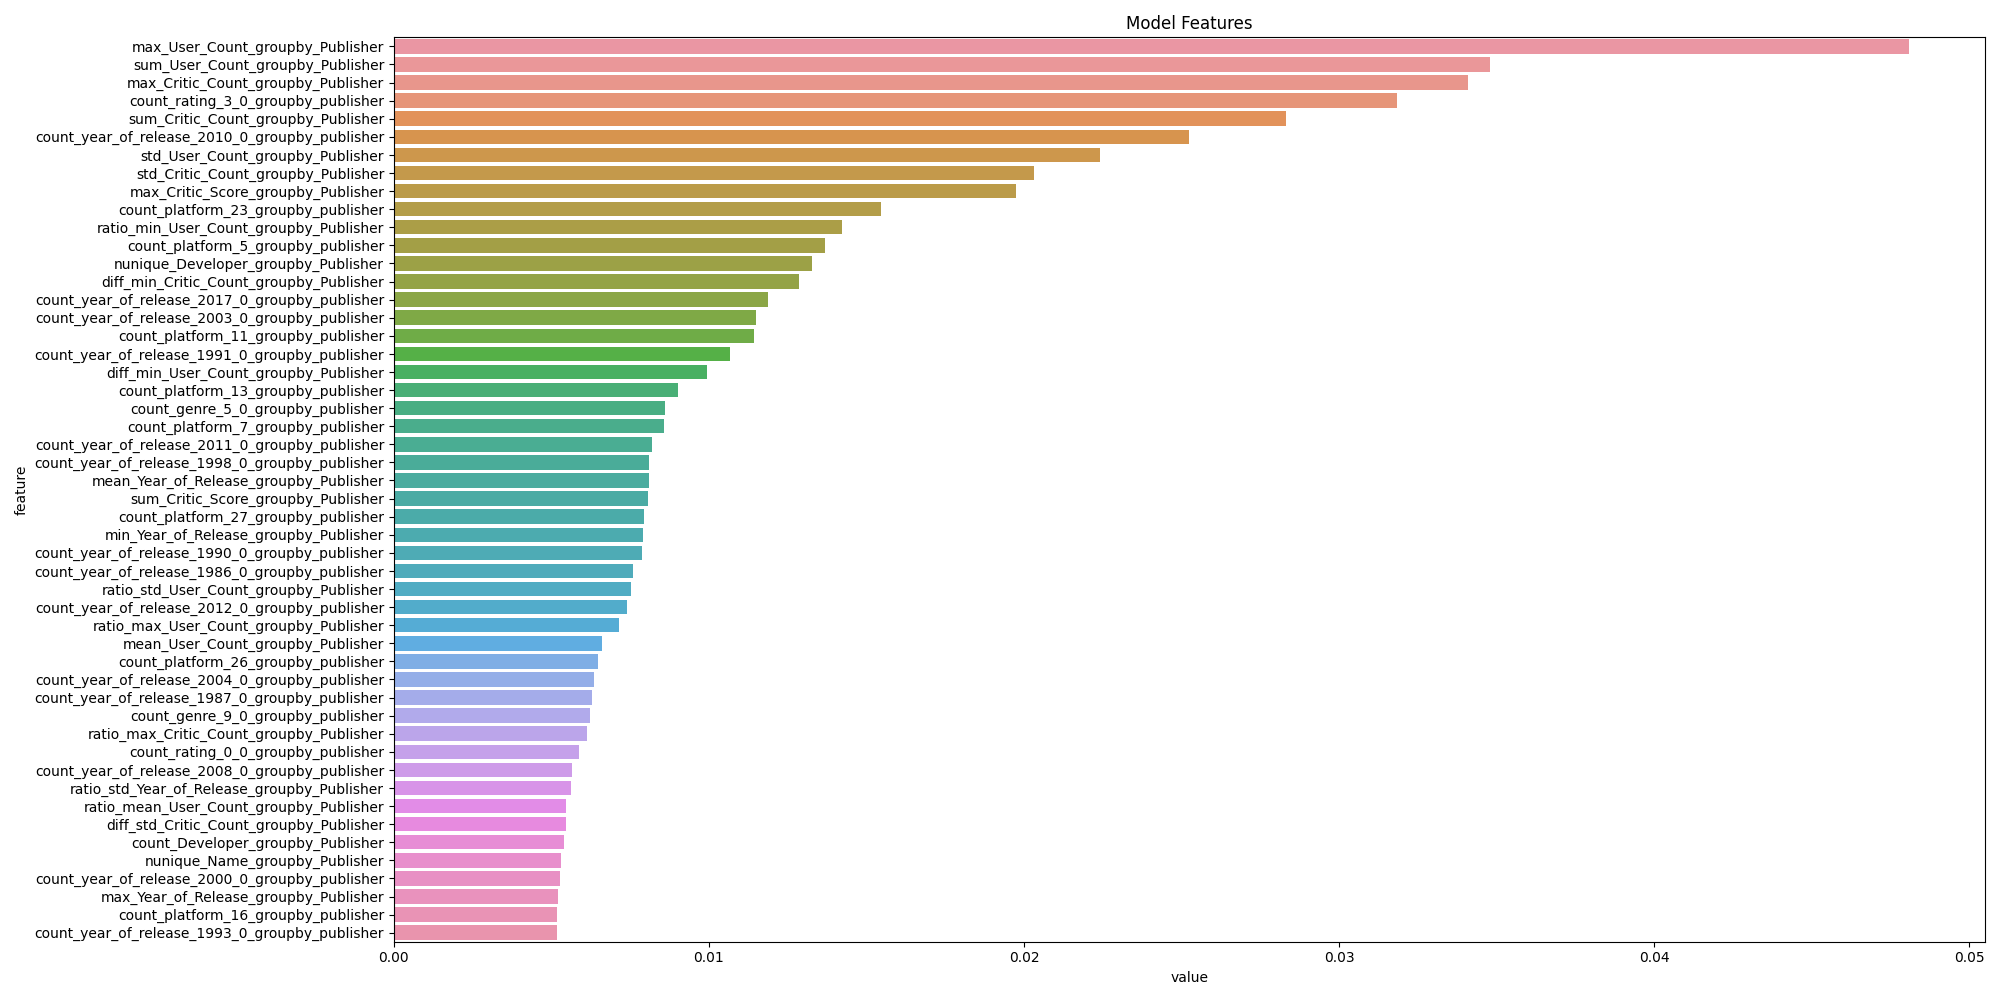 Model Features
max_User_Count_groupby_Publisher
sum_User_Count_groupby_Publisher
max_Critic_Count_groupby_Publisher
count_rating_3_0_groupby_publisher
sum_Critic_Count_groupby_Publisher
count_year_of_release_2010_0_groupby_publisher
std_User_Count_groupby_Publisher
std_Critic_Count_groupby_Publisher
max_Critic_Score_groupby_Publisher
count_platform_23_groupby_publisher
ratio_min_User_Count_groupby_Publisher
count_platform_5_groupby_publisher
nunique_Developer_groupby_Publisher
diff_min_Critic_Count_groupby_Publisher
count_year_of_release_2017_0_groupby_publisher
count_year_of_release_2003_0_groupby_publisher
count_platform_11_groupby_publisher
count_year_of_release_1991_0_groupby_publisher
diff_min_User_Count_groupby_Publisher
count_platform_13_groupby_publisher
count_genre_5_0_groupby_publisher
count_platform_7_groupby_publisher
count_year_of_release_2011_0_groupby_publisher
count_year_of_release_1998_0_groupby_publisher
mean_Year_of_Release_groupby_Publisher
sum_Critic_Score_groupby_Publisher
count_platform_27_groupby_publisher
min_Year_of_Release_groupby_Publisher
count_year_of_release_1990_0_groupby_publisher
count_year_of_release_1986_0_groupby_publisher
ratio_std_User_Count_groupby_Publisher
count_year_of_release_2012_0_groupby_publisher
ratio_max_User_Count_groupby_Publisher
mean_User_Count_groupby_Publisher
count_platform_26_groupby_publisher
count_year_of_release_2004_0_groupby_publisher
count_year_of_release_1987_0_groupby_publisher
count_genre_9_0_groupby_publisher
ratio_max_Critic_Count_groupby_Publisher
count_rating_0_0_groupby_publisher
count_year_of_release_2008_0_groupby_publisher
ratio_std_Year_of_Release_groupby_Publisher
ratio_mean_User_Count_groupby_Publisher
diff_std_Critic_Count_groupby_Publisher
count_Developer_groupby_Publisher
nunique_Name_groupby_Publisher
count_year_of_release_2000_0_groupby_publisher
max_Year_of_Release_groupby_Publisher
count_platform_16_groupby_publisher
count_year_of_release_1993_0_groupby_publisher
feature
0.00 0.01 0.02 0.03 0.04 0.05
value